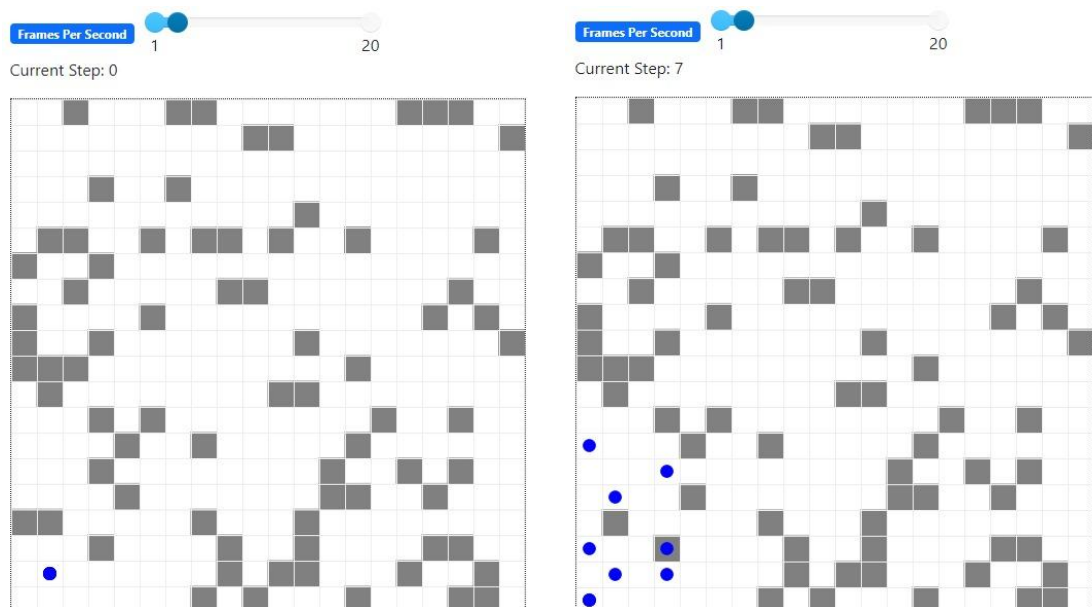 Frames Per Second
1 20
Current Step: 0
Frames Per Second
1 20
Current Step: 7